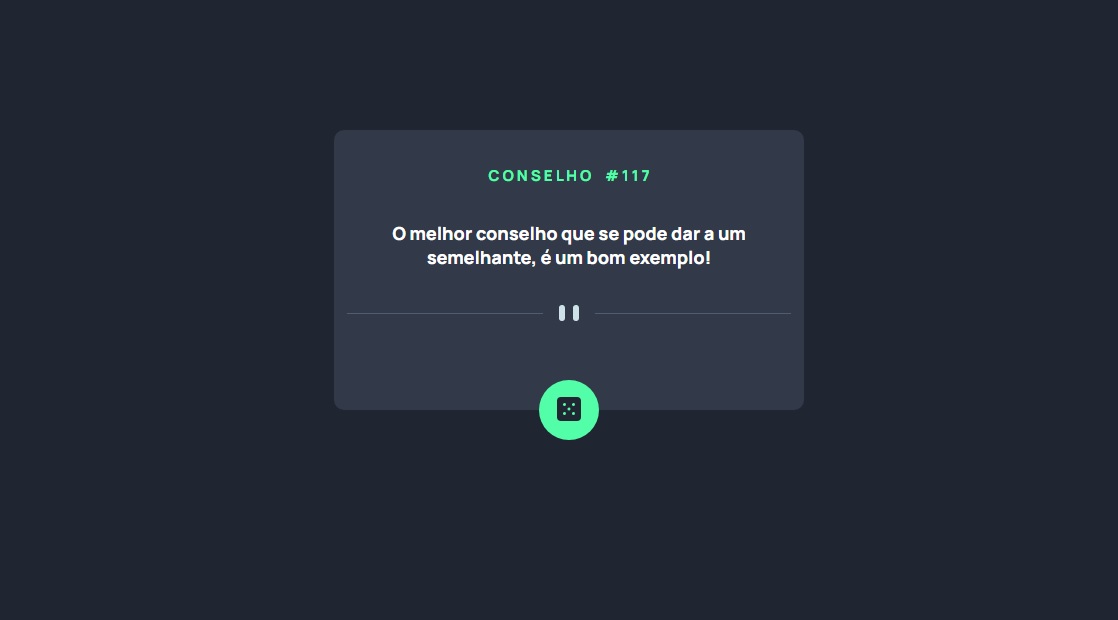 CONSELHO #117
O melhor conselho que se pode dar a um
semelhante, é um bom exemplo!